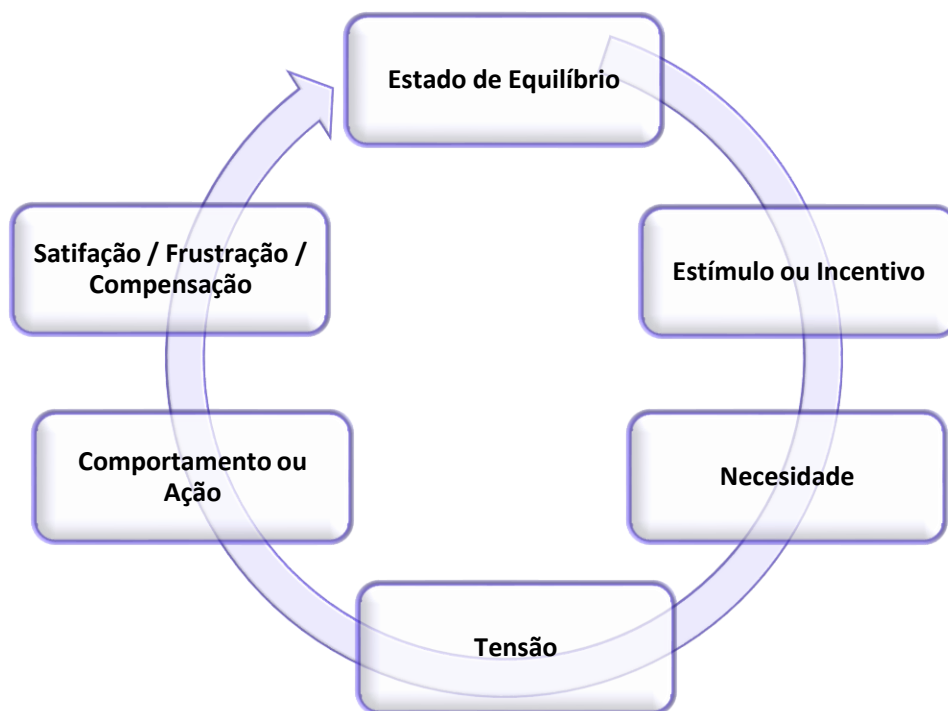 Estado de Equilíbrio
Estímulo ou Incentivo
Necesidade
Tensão
Comportamento ou
Ação
Satifação / Frustração /
Compensação